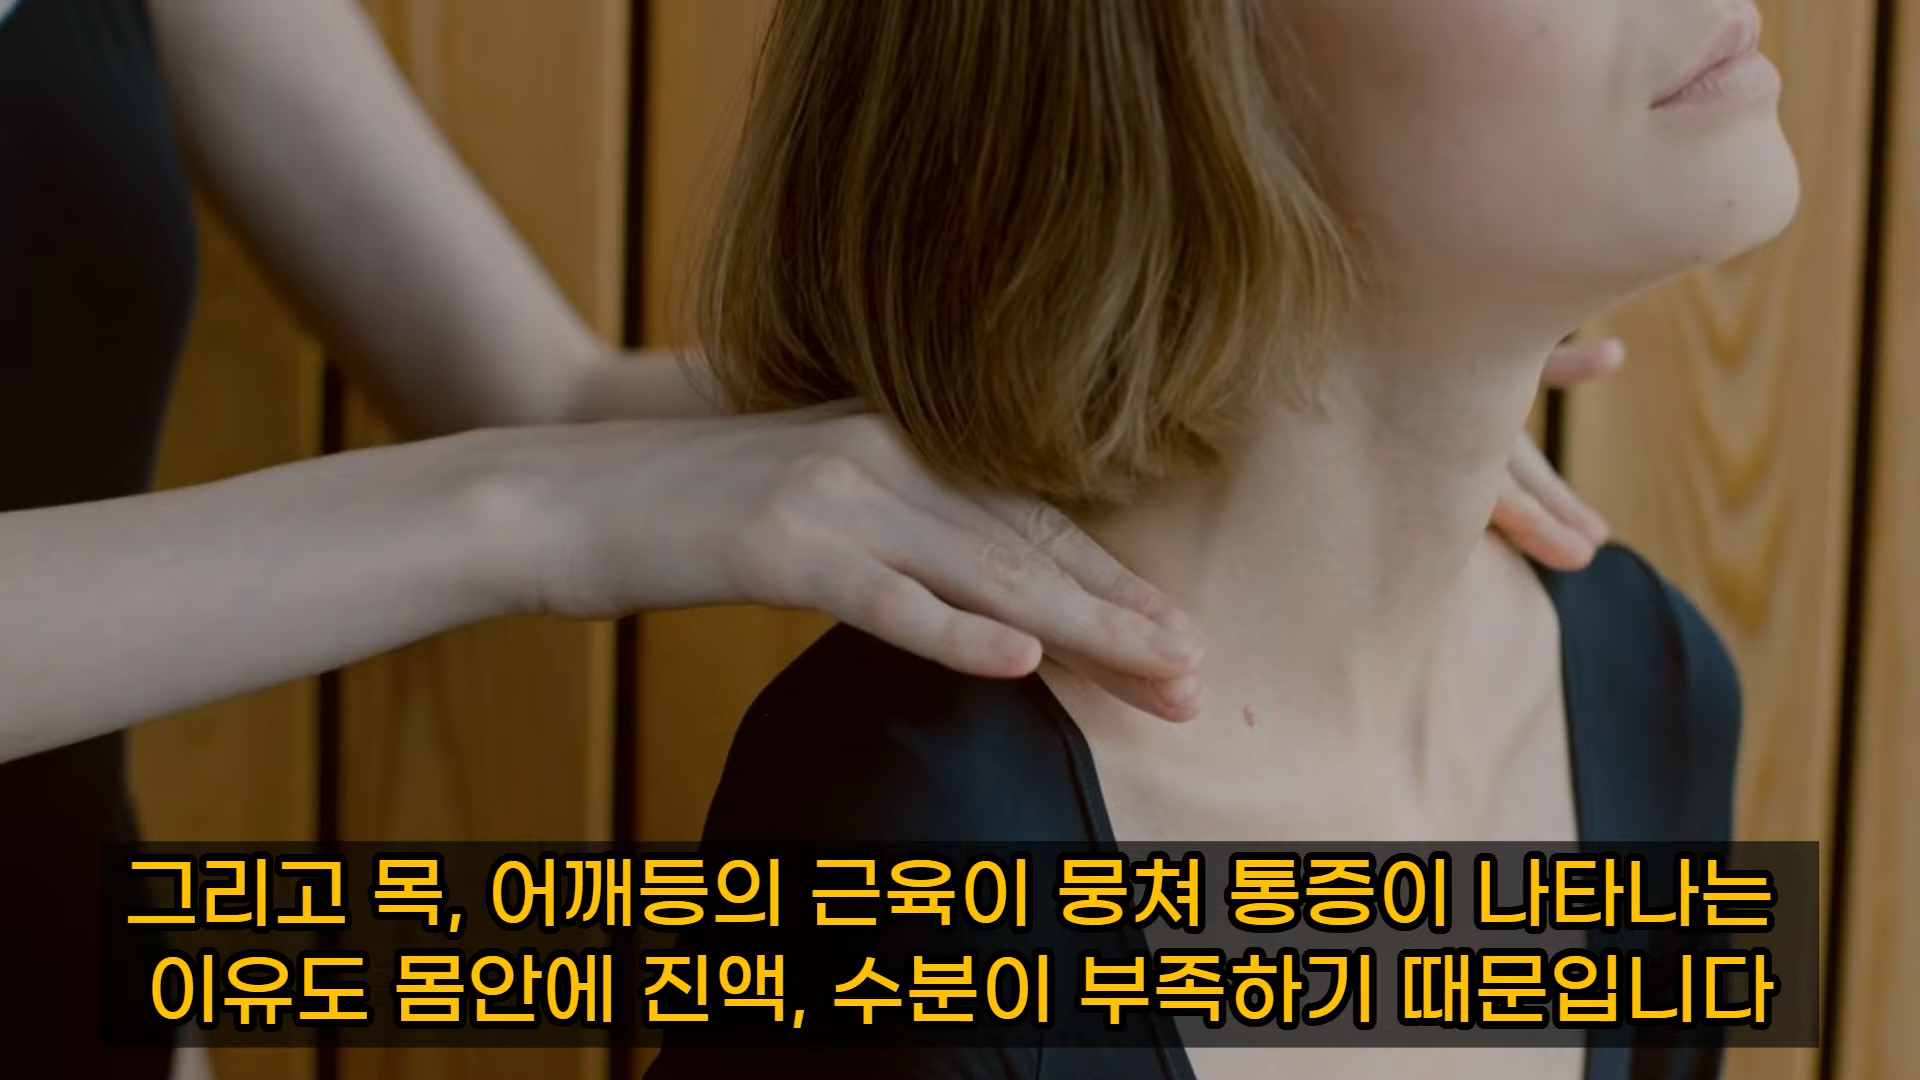 그리고 목, 어깨등의 근육이 뭉쳐 통증이 나타나는
이유도 몸안에 진액, 수분이 부족하기 때문입니다